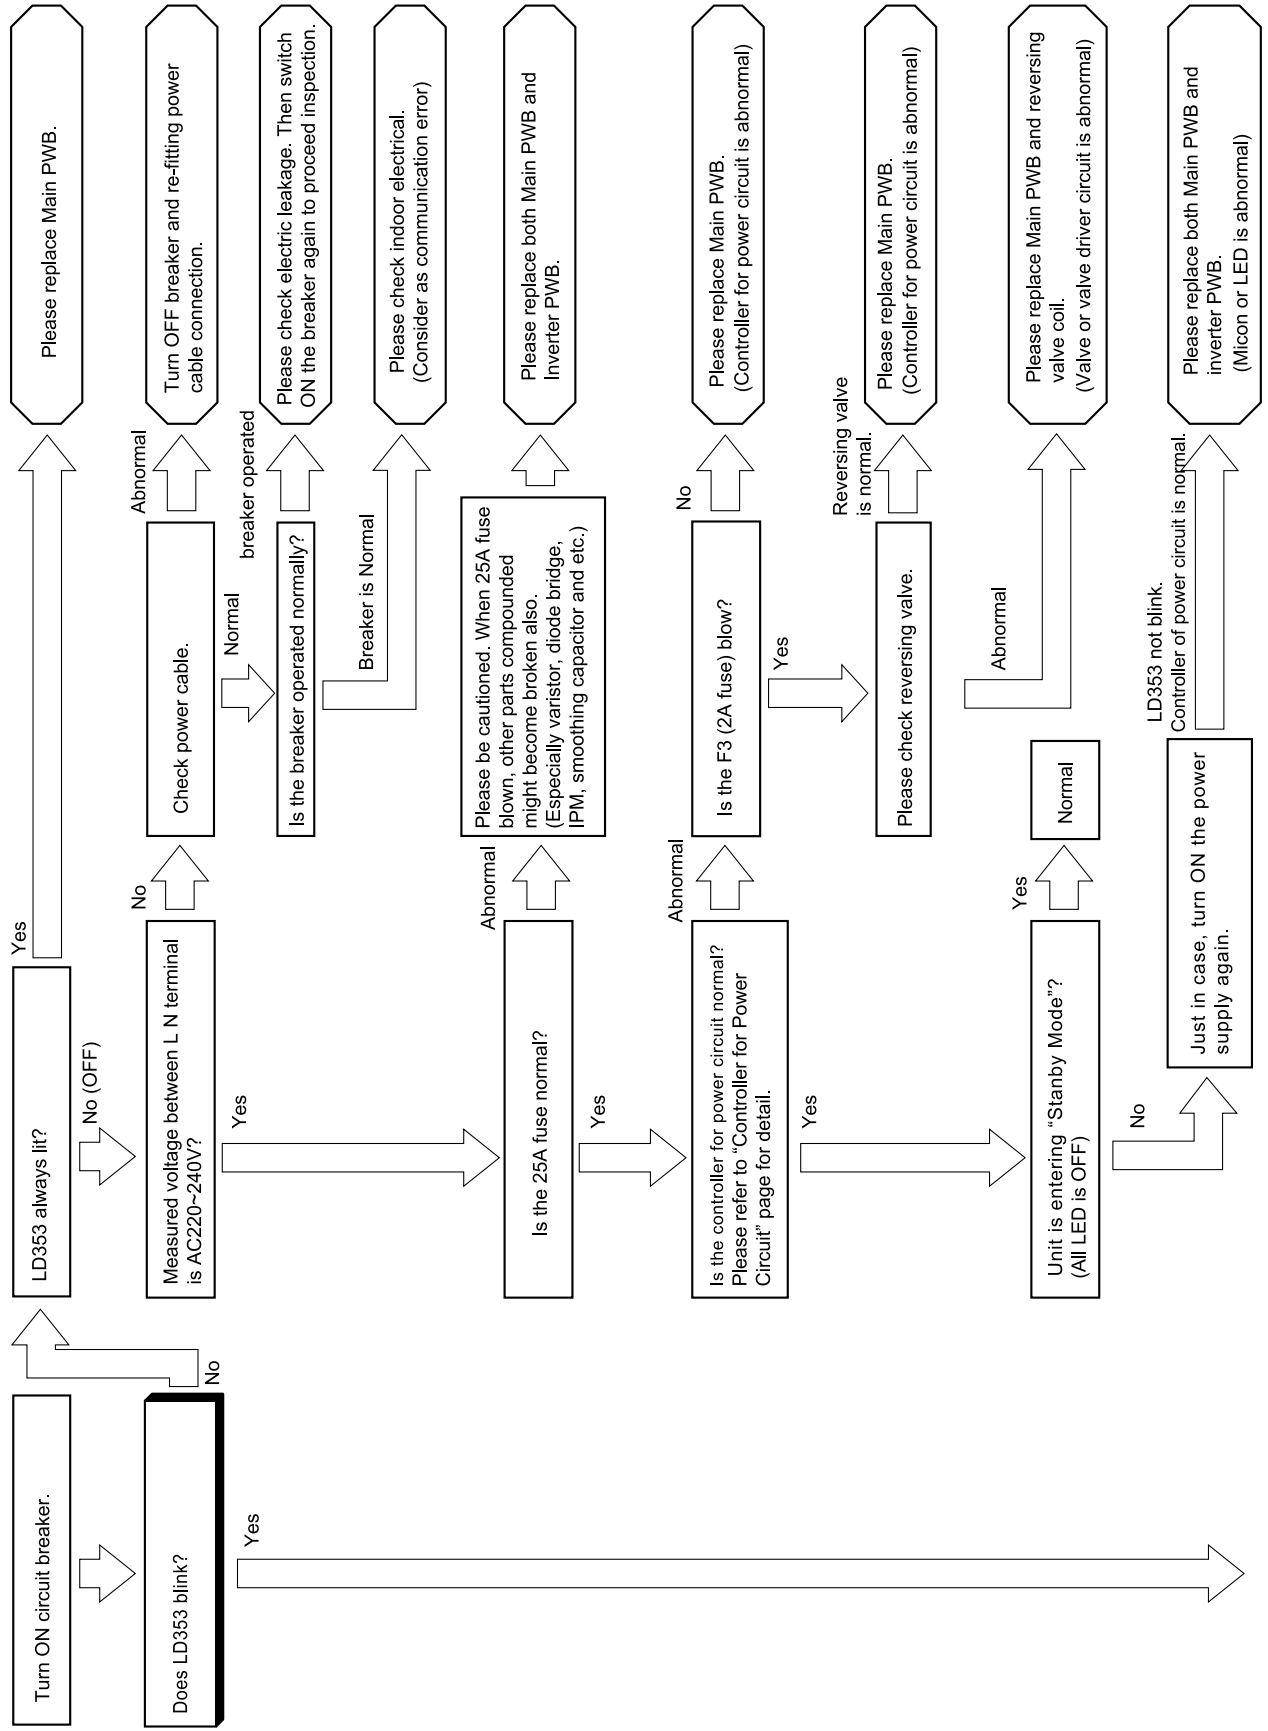 Turn ON circuit breaker.
Does LD353 blink?
No
Yes
LD353 always lit?
Yes
Please replace Main PWB.
No (OFF)
Measured voltage between L N terminal
is AC220~240V?
No
Check power cable.
Abnormal
Turn OFF breaker and re-fitting power
cable connection.
Normal
Is the breaker operated normally?
breaker operated
Please check electric leakage. Then switch
ON the breaker again to proceed inspection.
Breaker is Normal
Please check indoor electrical.
(Consider as communication error)
Yes
Is the 25A fuse normal?
Abnormal
Please be cautioned. When 25A fuse
blown, other parts compounded
might become broken also.
(Especially varistor, diode bridge,
IPM, smoothing capacitor and etc.)
Please replace both Main PWB and
Inverter PWB.
Yes
Is the controller for power circuit normal?
Please refer to “Controller for Power
Circuit” page for detail.
Abnormal
Is the F3 (2A fuse) blow?
No
Please replace Main PWB.
(Controller for power circuit is abnormal)
Yes
Please check reversing valve.
Reversing valve
is normal.
Please replace Main PWB.
(Controller for power circuit is abnormal)
Abnormal
Please replace Main PWB and reversing
valve coil.
(Valve or valve driver circuit is abnormal)
Yes
Unit is entering “Stanby Mode”?
(All LED is OFF)
Yes
Normal
No
Just in case, turn ON the power
supply again.
LD353 not blink.
Controller of power circuit is normal.
Please replace both Main PWB and
inverter PWB.
(Micon or LED is abnormal)